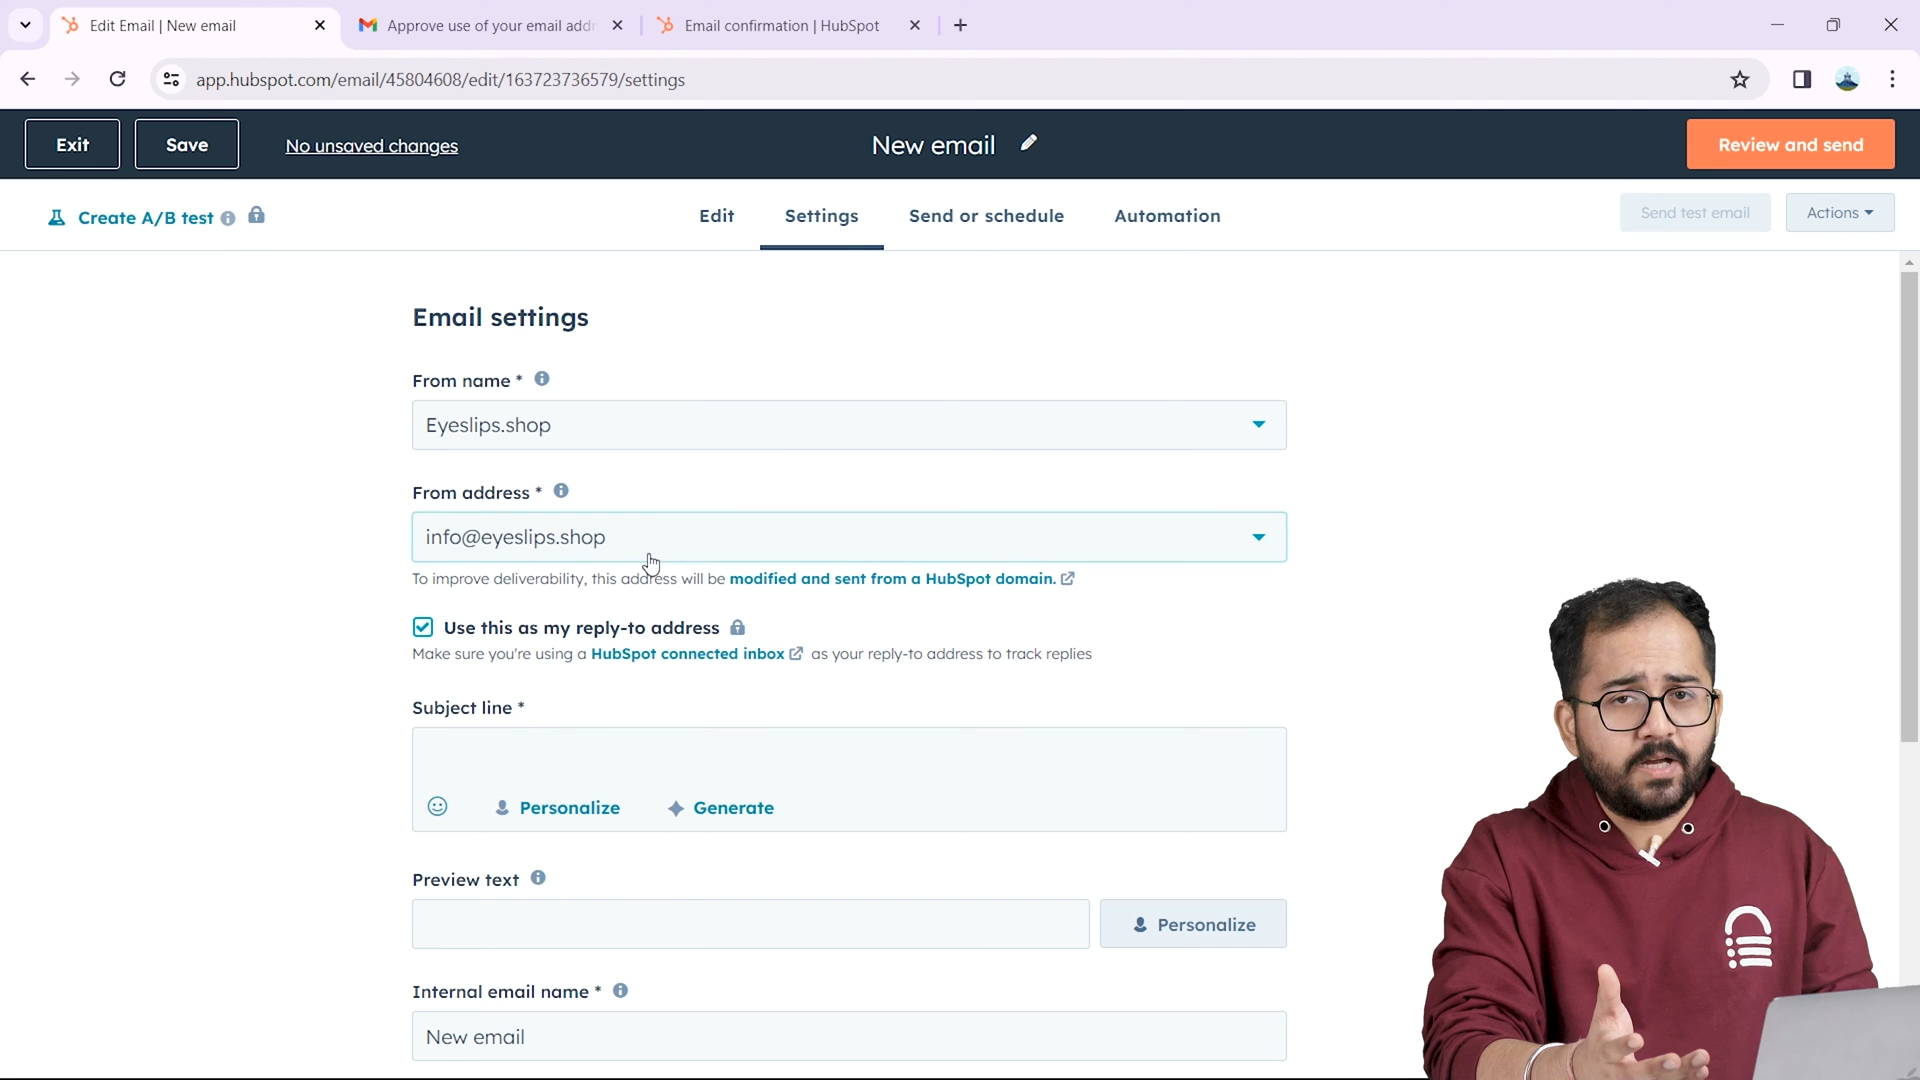 Edit Email | New email
Approve use of your email addr
Email confirmation | HubSpot
app.hubspot.com/email/45804608/edit/163723736579/settings
Exit
Save
No unsaved changes
New email
Review and send
Create A/B test
Edit
Settings
Send or schedule
Automation
Send test email
Actions
Email settings
From name *
Eyeslips.shop
From address *
info@eyeslips.shop
To improve deliverability, this address will be modified and sent from a HubSpot domain.
Use this as my reply-to address
Make sure you're using a HubSpot connected inbox as your reply-to address to track replies
Subject line *
Personalize
Generate
Preview text
Personalize
Internal email name *
New email